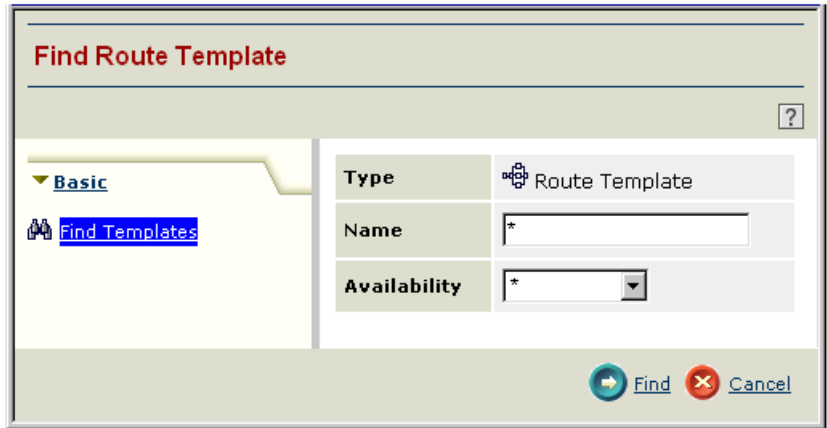 Find Route Template
?
Basic
Find Templates
Type Route Template
Name *
Availability *
Find Cancel